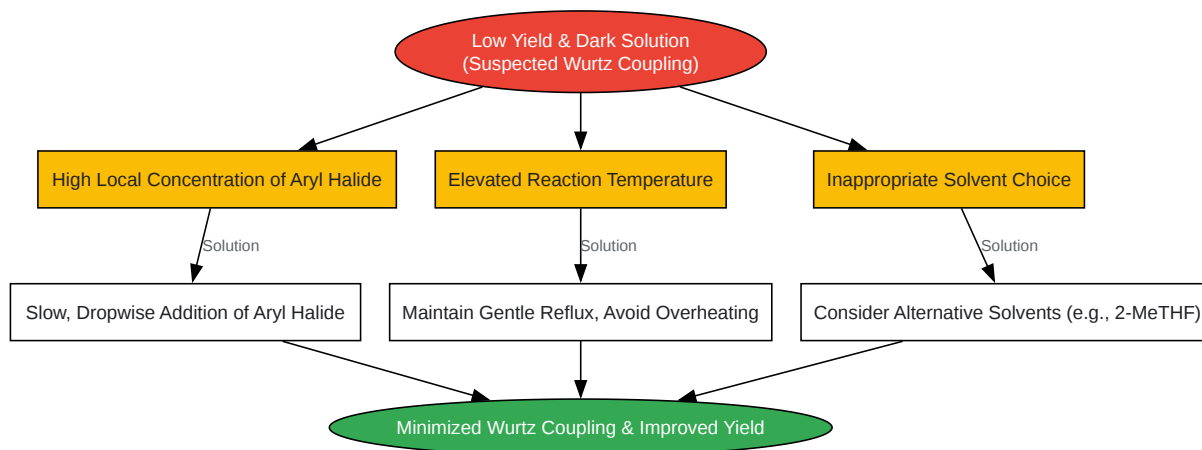 Low Yield & Dark Solution
(Suspected Wurtz Coupling)
High Local Concentration of Aryl Halide
Elevated Reaction Temperature
Inappropriate Solvent Choice
Solution
Solution
Solution
Slow, Dropwise Addition of Aryl Halide
Maintain Gentle Reflux, Avoid Overheating
Consider Alternative Solvents (e.g., 2-MeTHF)
Minimized Wurtz Coupling & Improved Yield